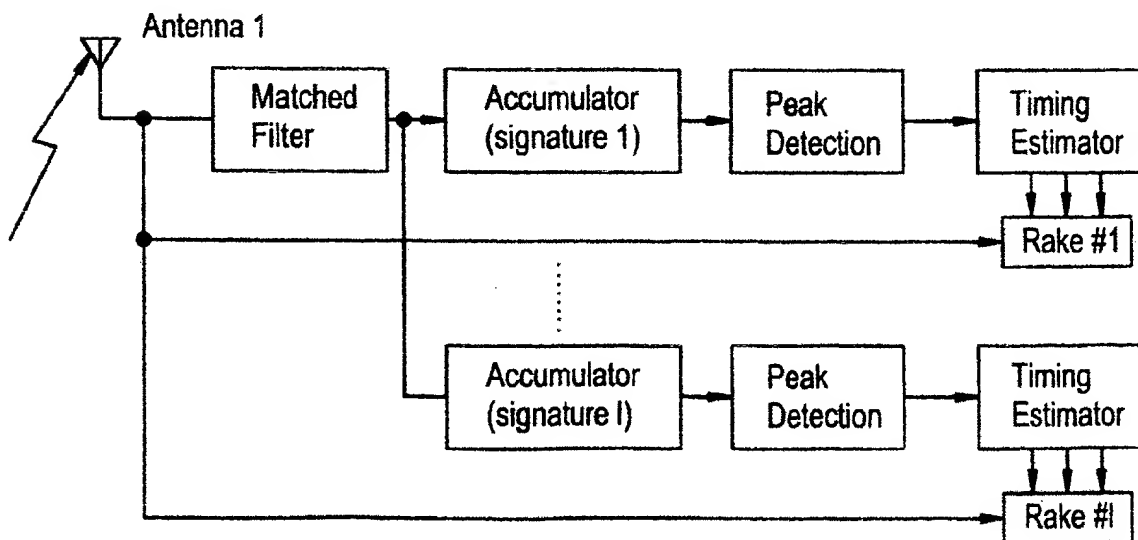 Antenna 1
Matched
Filter
Accumulator
(signature 1)
Peak
Detection
Timing
Estimator
Rake #1
Accumulator
(signature I)
Peak
Detection
Timing
Estimator
Rake #I